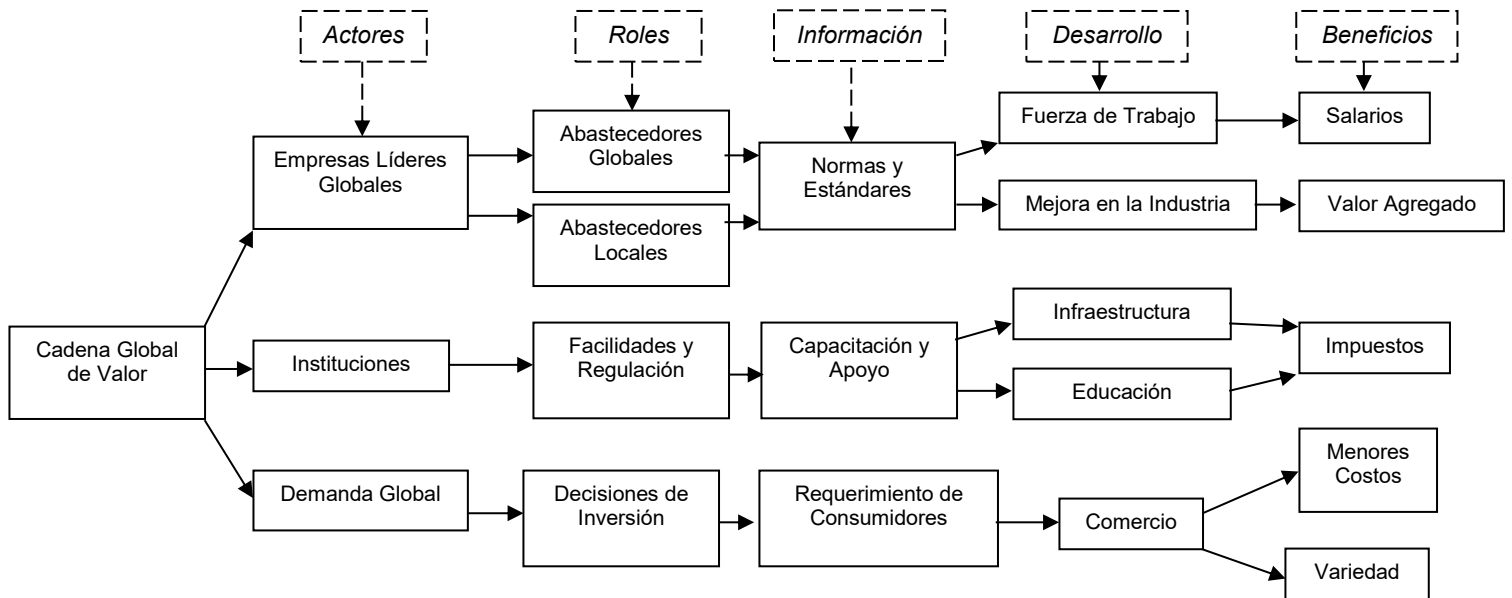 Actores
Roles
Información
Desarrollo
Beneficios
Empresas Líderes
Globales
Abastecedores
Globales
Abastecedores
Locales
Normas y
Estándares
Fuerza de Trabajo
Salarios
Mejora en la Industria
Valor Agregado
Cadena Global
de Valor
Instituciones
Facilidades y
Regulación
Capacitación y
Apoyo
Infraestructura
Educación
Impuestos
Demanda Global
Decisiones de
Inversión
Requerimiento de
Consumidores
Comercio
Menores
Costos
Variedad